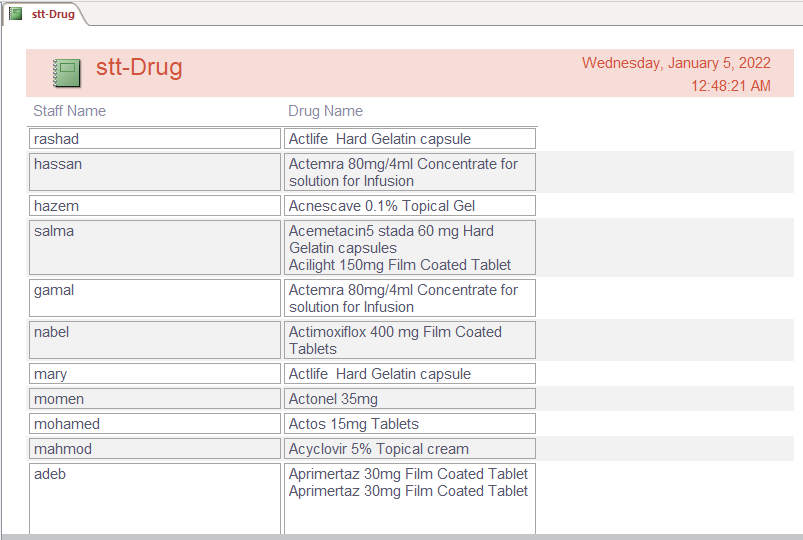 stt-Drug
stt-Drug
Wednesday, January 5, 2022
12:48:21 AM
Staff Name Drug Name
rashad Actlife  Hard Gelatin capsule
hassan Actemra 80mg/4ml Concentrate for
solution for Infusion
hazem Acnescave 0.1% Topical Gel
salma Acemetacin5 stada 60 mg Hard
Gelatin capsules
Acilight 150mg Film Coated Tablet
gamal Actemra 80mg/4ml Concentrate for
solution for Infusion
nabel Actimoxiflox 400 mg Film Coated
Tablets
mary Actlife  Hard Gelatin capsule
momen Actonel 35mg
mohamed Actos 15mg Tablets
mahmod Acyclovir 5% Topical cream
adeb Aprimertaz 30mg Film Coated Tablet
Aprimertaz 30mg Film Coated Tablet